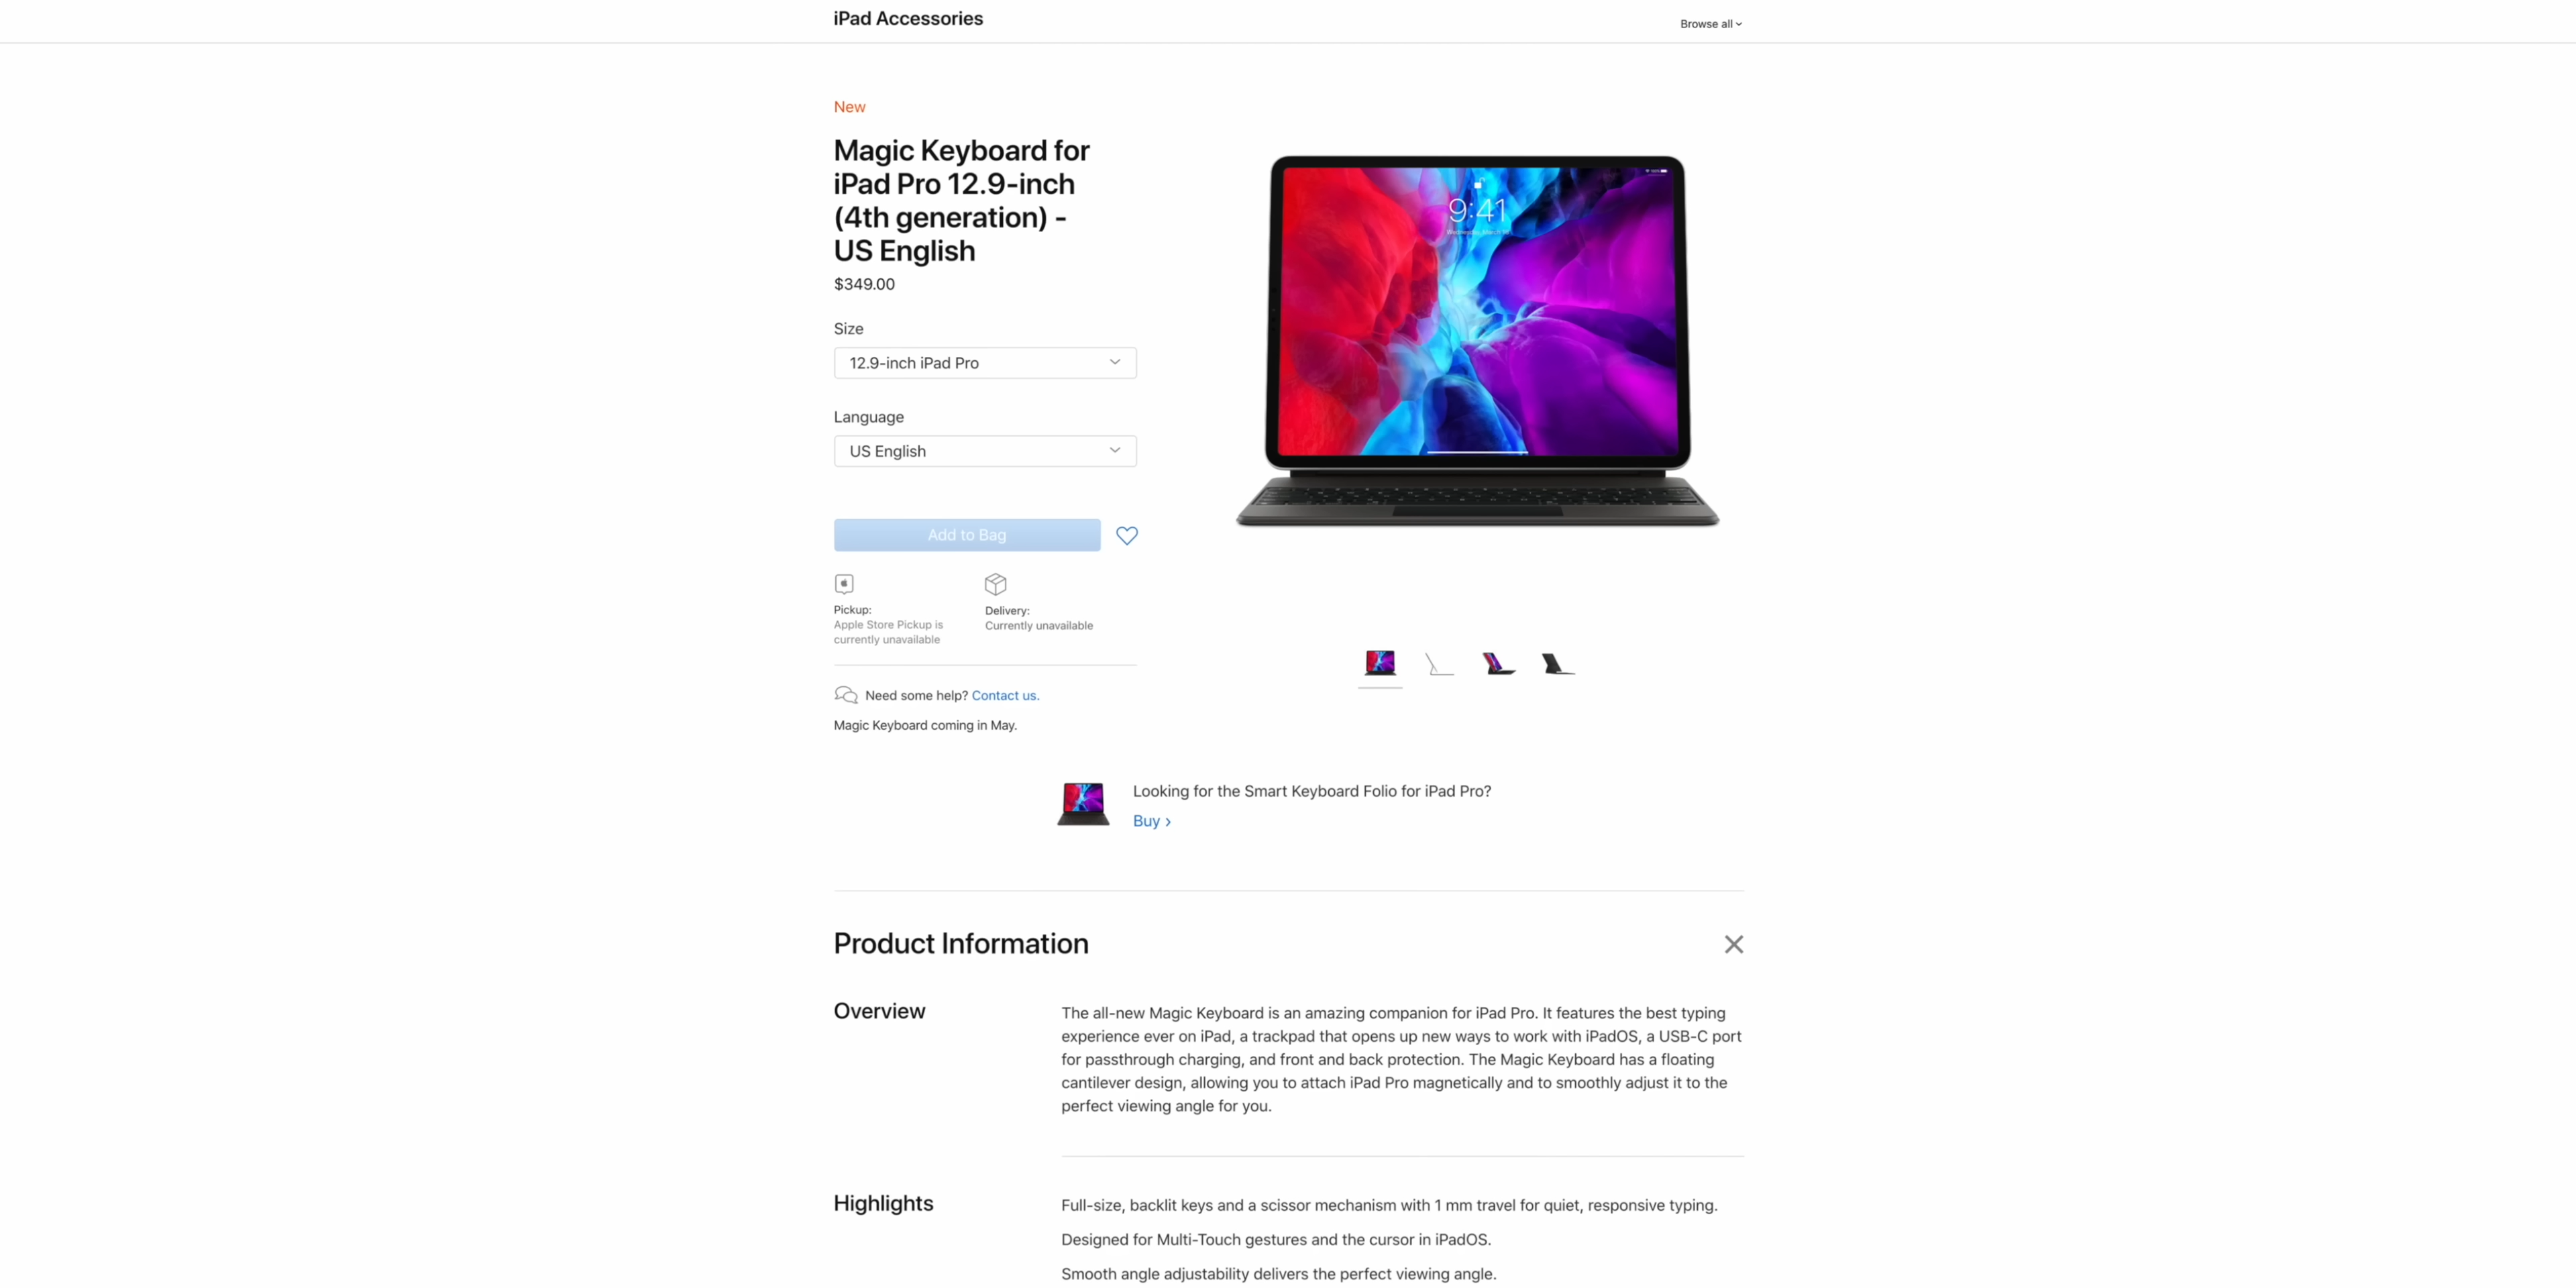 iPad Accessories
Browse all
New
Magic Keyboard for
iPad Pro 12.9-inch
(4th generation) -
US English
$349.00
Size
12.9-inch iPad Pro
Language
US English
Add to Bag
Pickup:
Apple Store Pickup is
currently unavailable
Delivery:
Currently unavailable
Need some help? Contact us.
Magic Keyboard coming in May.
9:41
Looking for the Smart Keyboard Folio for iPad Pro?
Buy ›
Product Information
Overview
The all-new Magic Keyboard is an amazing companion for iPad Pro. It features the best typing
experience ever on iPad, a trackpad that opens up new ways to work with iPadOS, a USB-C port
for passthrough charging, and front and back protection. The Magic Keyboard has a floating
cantilever design, allowing you to attach iPad Pro magnetically and to smoothly adjust it to the
perfect viewing angle for you.
Highlights
Full-size, backlit keys and a scissor mechanism with 1 mm travel for quiet, responsive typing.
Designed for Multi-Touch gestures and the cursor in iPadOS.
Smooth angle adjustability delivers the perfect viewing angle.